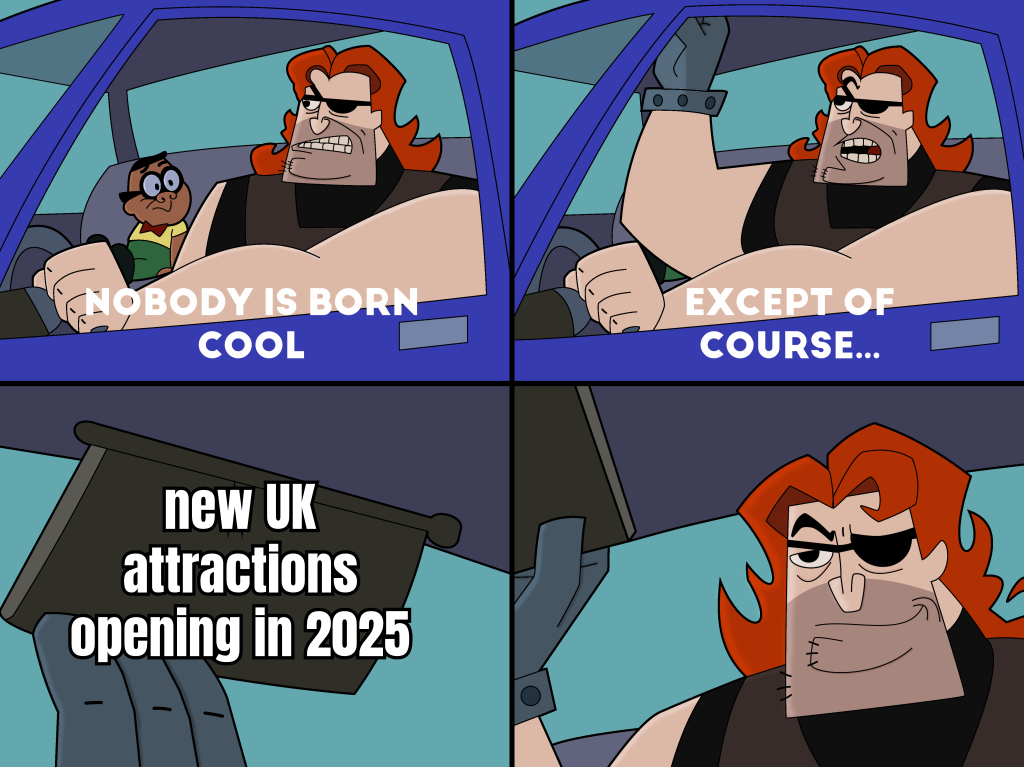 NOBODY IS BORN
COOL
EXCEPT OF
COURSE...
new UK
attractions
opening in 2025